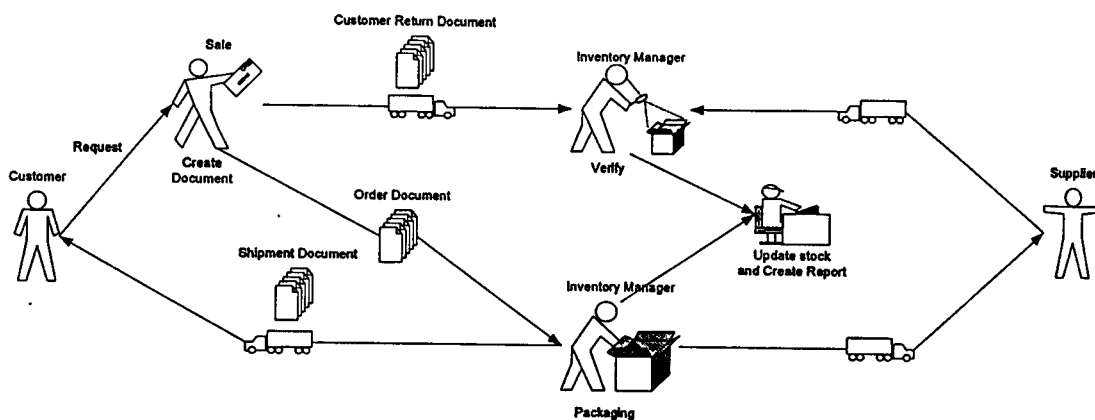 Customer Return Document
Sale
Inventory Manager
Request
Create
Document
Verify
Customer
Order Document
Supplier
Shipment Document
Update stock
and Create Report
Inventory Manager
Packaging